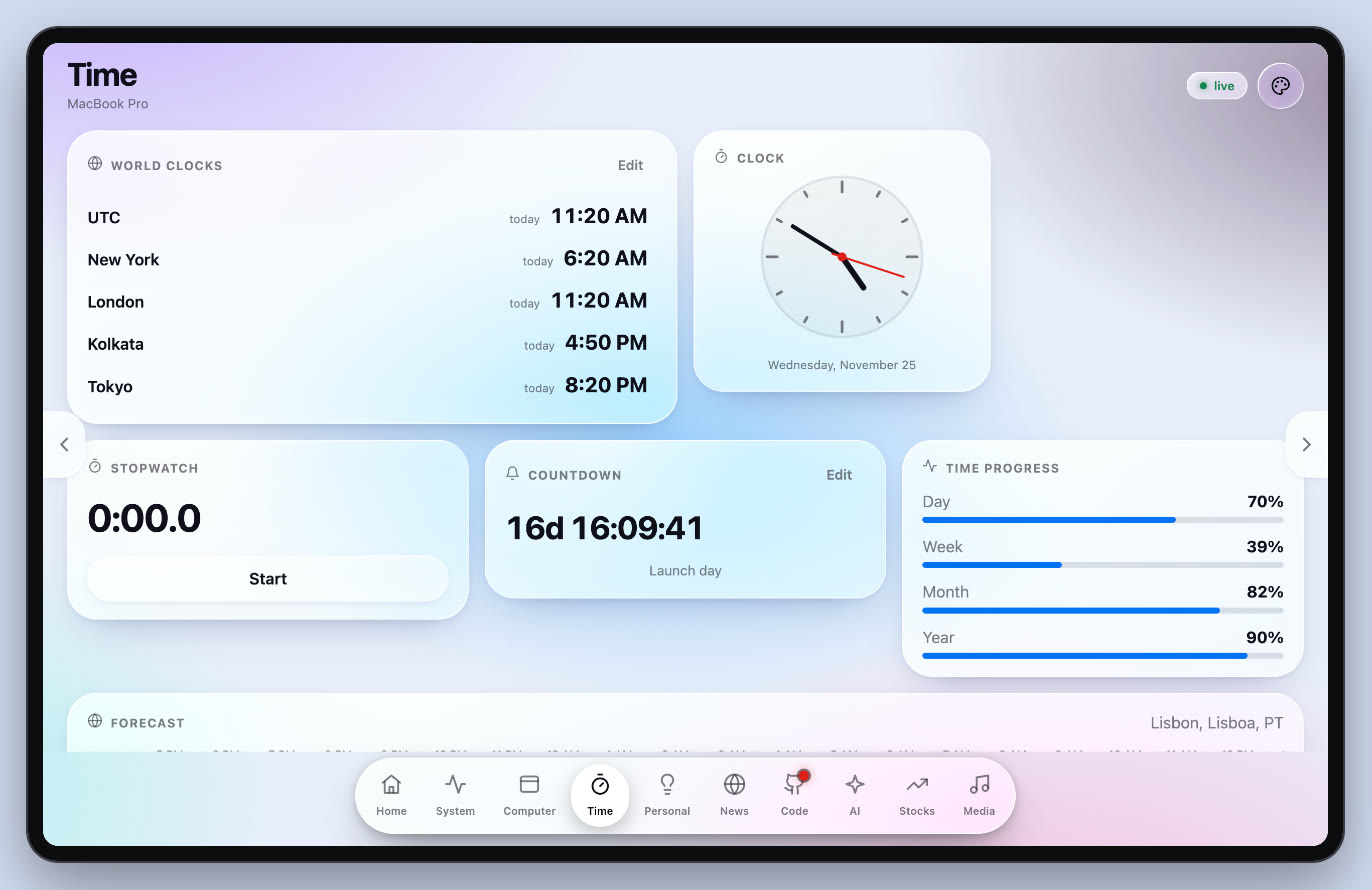 Time
MacBook Pro
live
WORLD CLOCKS
Edit
UTC today 11:20 AM
New York today 6:20 AM
London today 11:20 AM
Kolkata today 4:50 PM
Tokyo today 8:20 PM
CLOCK
Wednesday, November 25
STOPWATCH
0:00.0
Start
COUNTDOWN
Edit
16d 16:09:41
Launch day
TIME PROGRESS
Day 70%
Week 39%
Month 82%
Year 90%
FORECAST
Lisbon, Lisboa, PT
Home System Computer Time Personal News Code AI Stocks Media